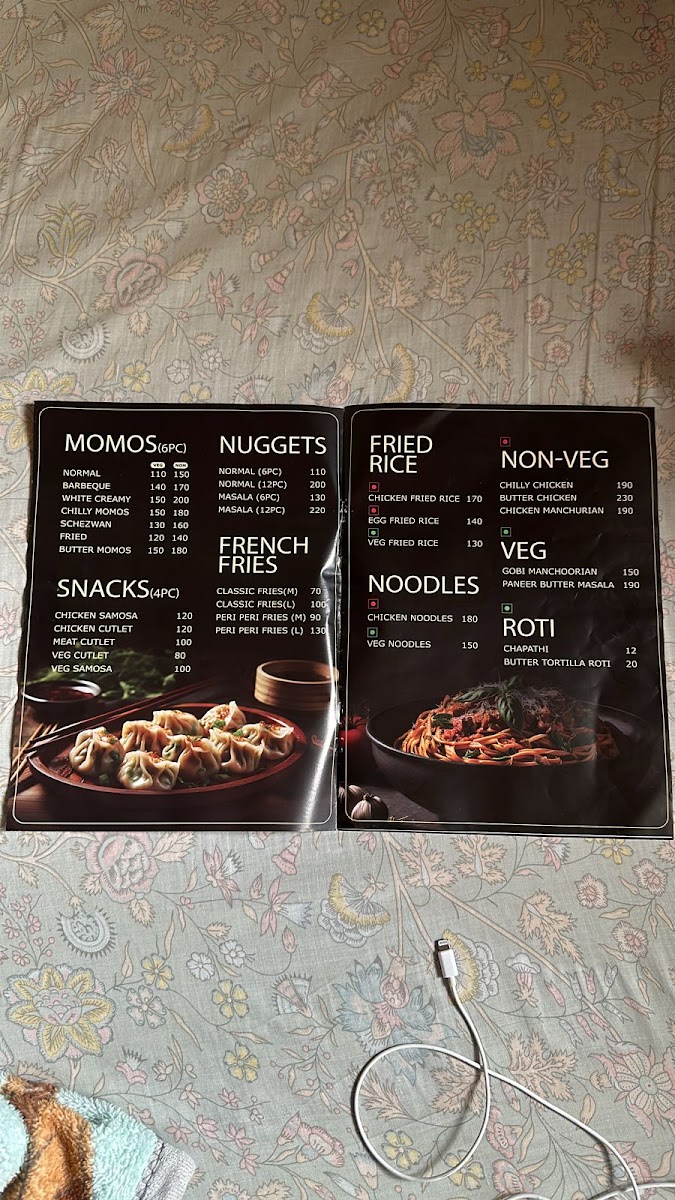 MOMOS(6PC)
VEG NON
NORMAL 110 150
BARBEQUE 140 170
WHITE CREAMY 150 200
CHILLY MOMOS 150 180
SCHEZWAN 130 160
FRIED 120 140
BUTTER MOMOS 150 180
SNACKS(4PC)
CHICKEN SAMOSA 120
CHICKEN CUTLET 120
MEAT CUTLET 100
VEG CUTLET 80
VEG SAMOSA 100
NUGGETS
NORMAL (6PC) 110
NORMAL (12PC) 200
MASALA (6PC) 130
MASALA (12PC) 220
FRENCH
FRIES
CLASSIC FRIES(M) 70
CLASSIC FRIES(L) 100
PERI PERI FRIES (M) 90
PERI PERI FRIES (L) 130
FRIED
RICE
CHICKEN FRIED RICE 170
EGG FRIED RICE 140
VEG FRIED RICE 130
NOODLES
CHICKEN NOODLES 180
VEG NOODLES 150
NON-VEG
CHILLY CHICKEN 190
BUTTER CHICKEN 230
CHICKEN MANCHURIAN 190
VEG
GOBI MANCHOORIAN 150
PANEER BUTTER MASALA 190
ROTI
CHAPATHI 12
BUTTER TORTILLA ROTI 20